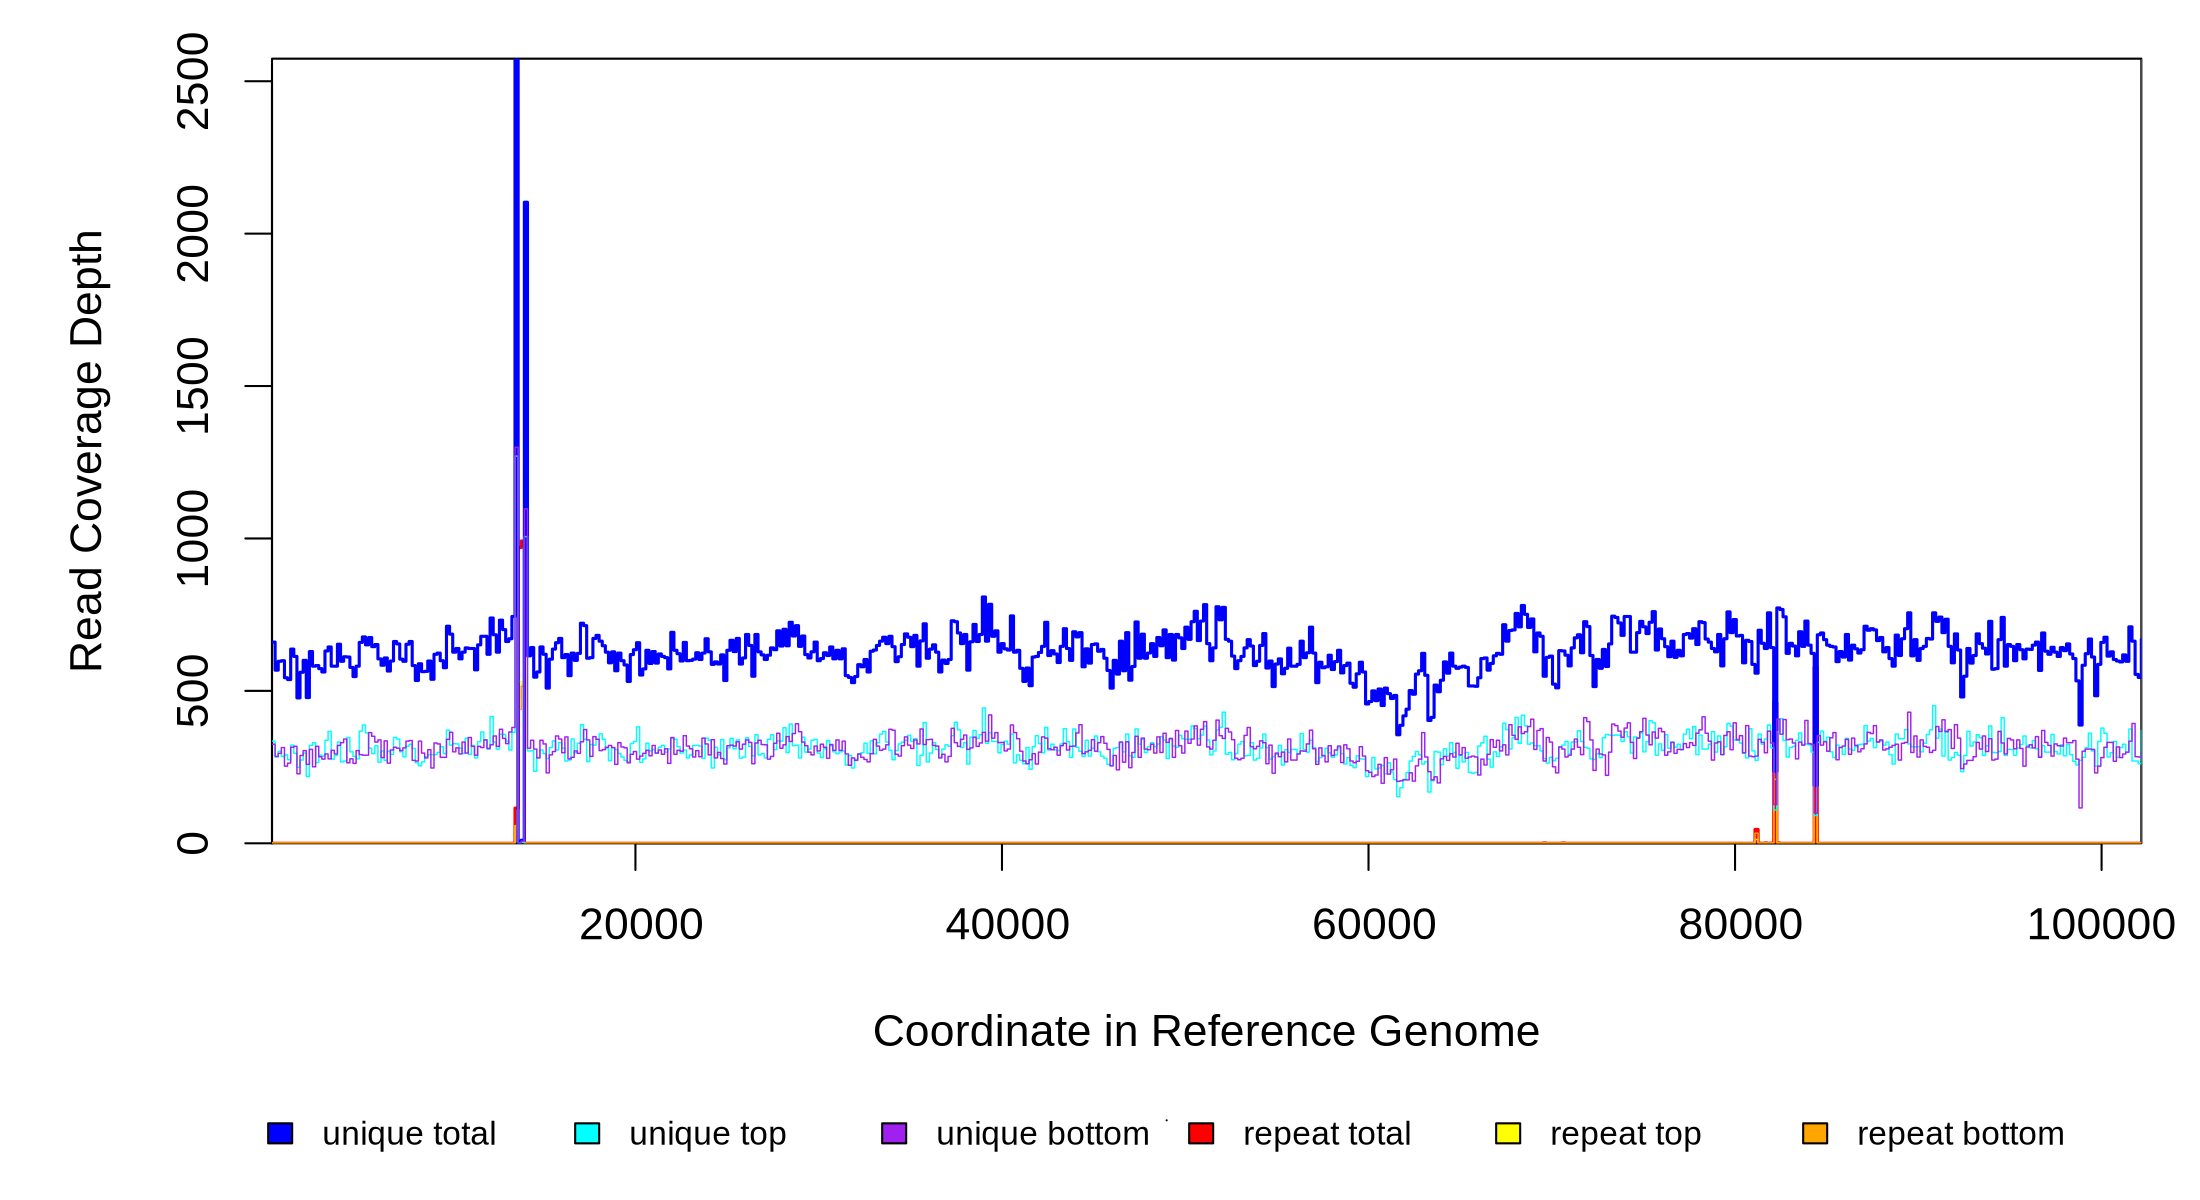 2500
2000
1500
1000
500
0
Read Coverage Depth
20000 40000 60000 80000 100000
Coordinate in Reference Genome
unique total unique top unique bottom repeat total repeat top repeat bottom